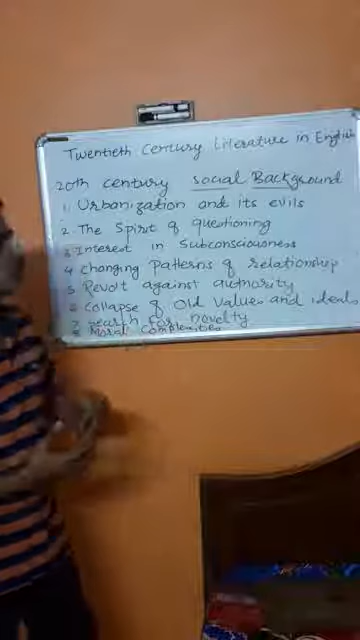 Twentieth Century Literature in English
20th century social Background
1. Urbanization and its evils
2. The Spirit of questioning
3 Interest in Subconsciousness
4 Changing Patterns of relationship
5 Revolt against authority
6 Collapse of Old Values and ideals
7 Search for novelty
8 Moral Complexities